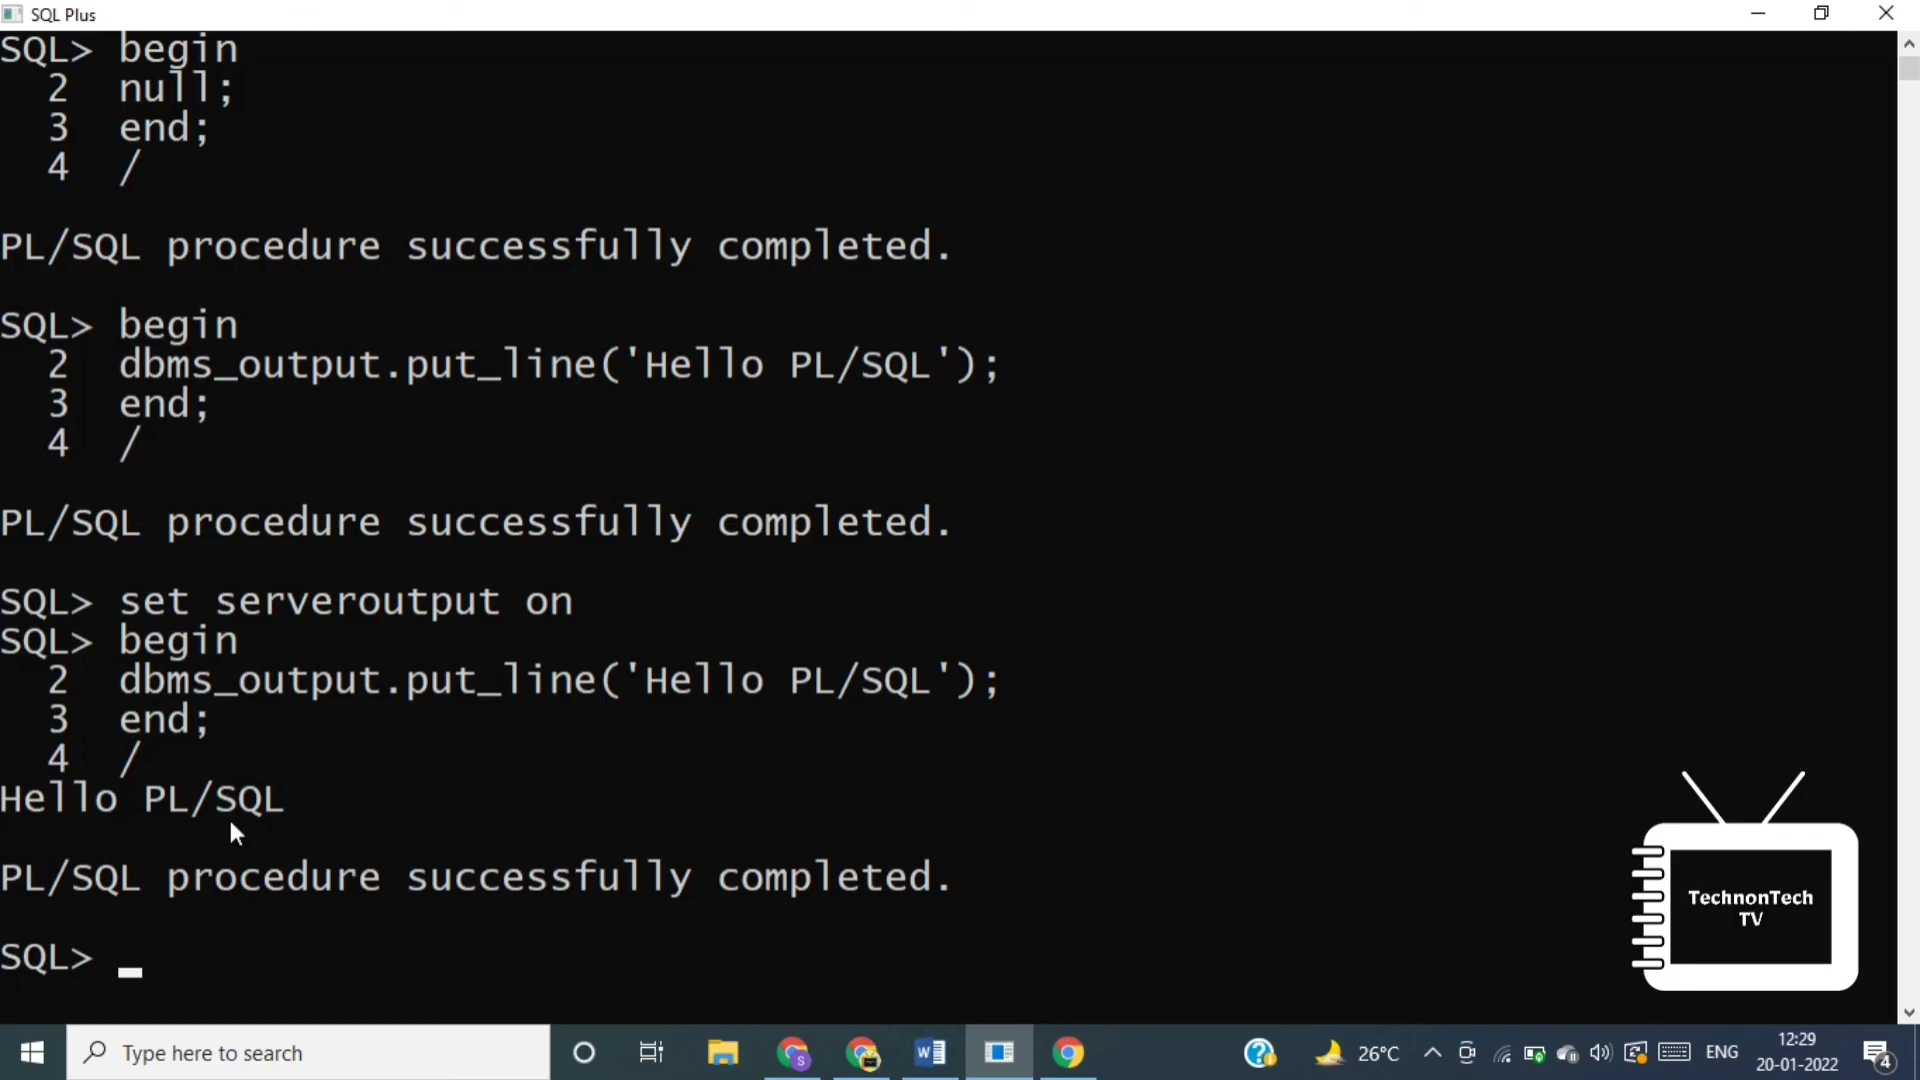 SQL Plus
SQL> begin
2 null;
3 end;
4 /
PL/SQL procedure successfully completed.
SQL> begin
2 dbms_output.put_line('Hello PL/SQL');
3 end;
4 /
PL/SQL procedure successfully completed.
SQL> set serveroutput on
SQL> begin
2 dbms_output.put_line('Hello PL/SQL');
3 end;
4 /
Hello PL/SQL
PL/SQL procedure successfully completed.
SQL>
TechnonTech
TV
Type here to search
S
W
26°C
ENG
12:29
20-01-2022
4